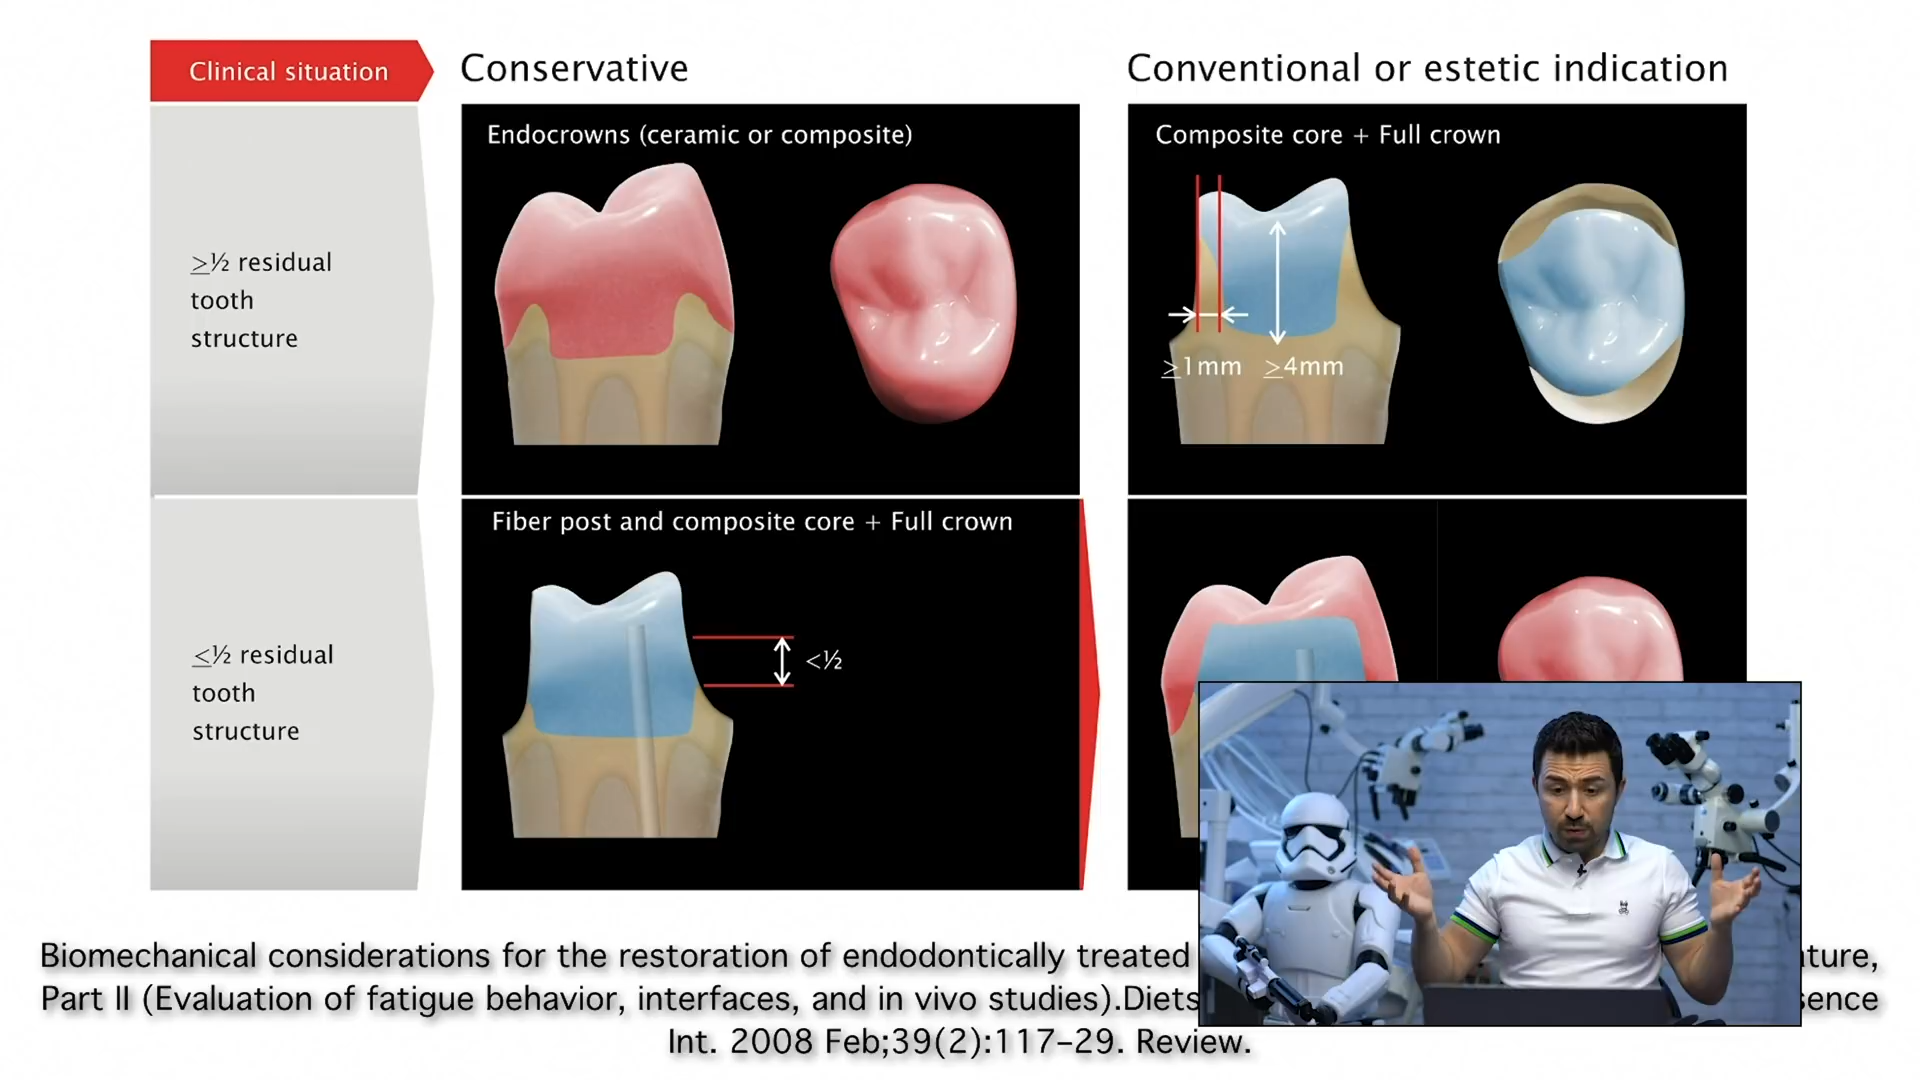 Clinical situation
Conservative
Conventional or estetic indication
≥½ residual
tooth
structure
Endocrowns (ceramic or composite)
Composite core + Full crown
≥1mm
≥4mm
≤½ residual
tooth
structure
Fiber post and composite core + Full crown
<½
Biomechanical considerations for the restoration of endodontically treated
Part II (Evaluation of fatigue behavior, interfaces, and in vivo studies).
Int. 2008 Feb;39(2):117-29. Review.